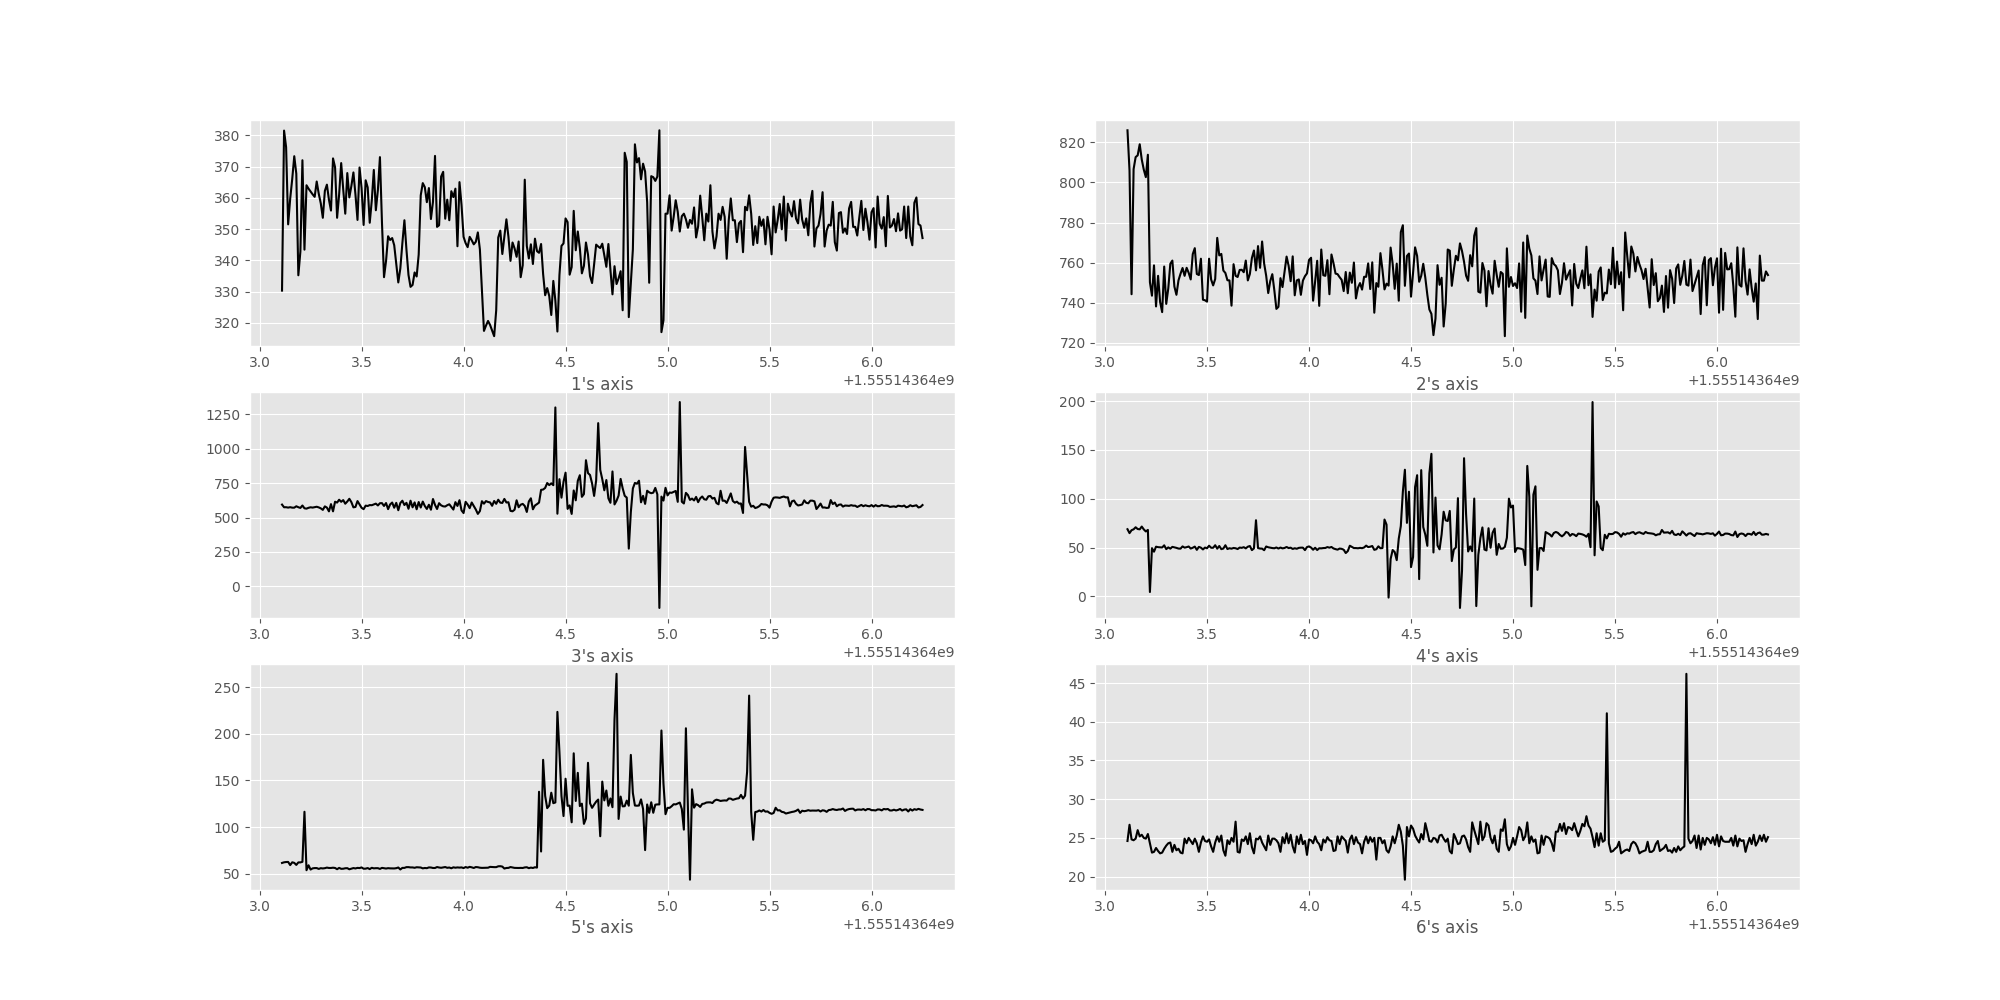 380
370
360
350
340
330
320
3.0 3.5 4.0 4.5 5.0 5.5 6.0
+1.55514364e9
1's axis
820
800
780
760
740
720
3.0 3.5 4.0 4.5 5.0 5.5 6.0
+1.55514364e9
2's axis
1250
1000
750
500
250
0
3.0 3.5 4.0 4.5 5.0 5.5 6.0
+1.55514364e9
3's axis
200
150
100
50
0
3.0 3.5 4.0 4.5 5.0 5.5 6.0
+1.55514364e9
4's axis
250
200
150
100
50
3.0 3.5 4.0 4.5 5.0 5.5 6.0
+1.55514364e9
5's axis
45
40
35
30
25
20
3.0 3.5 4.0 4.5 5.0 5.5 6.0
+1.55514364e9
6's axis